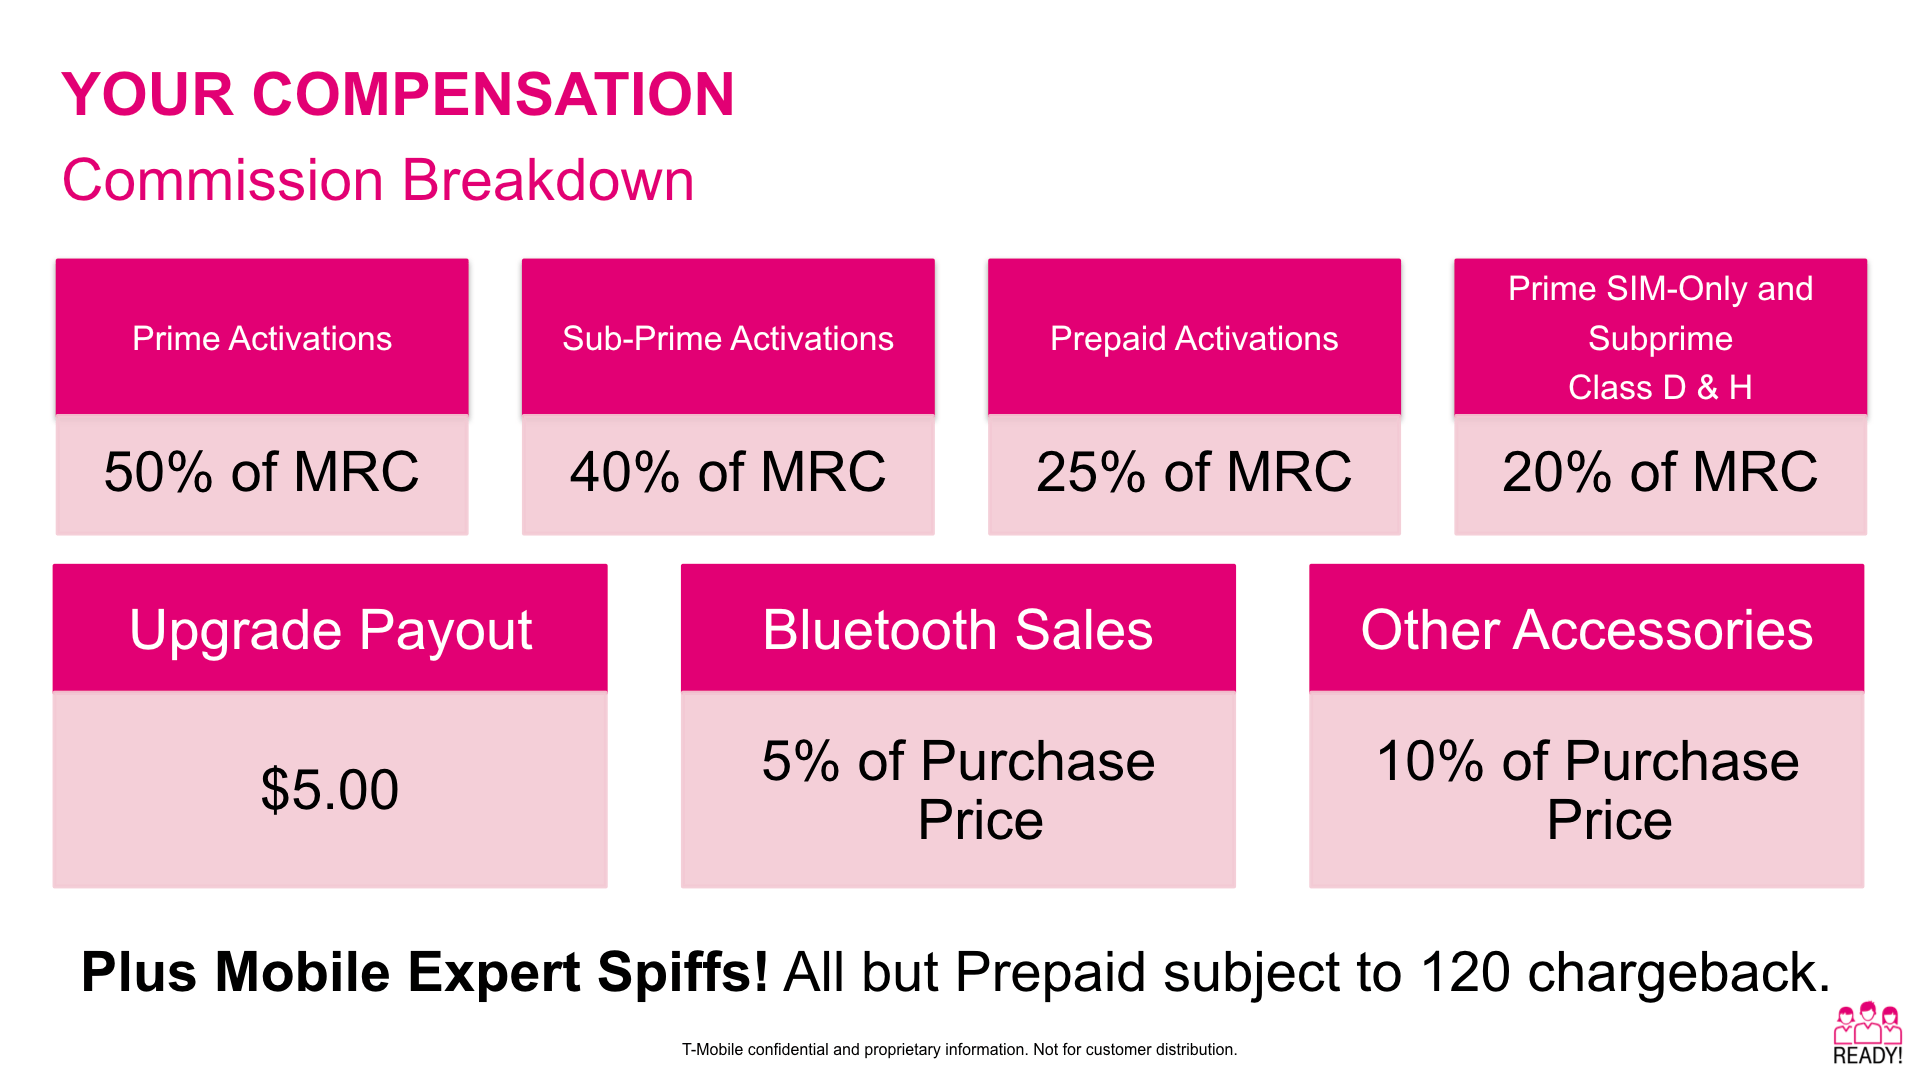 YOUR COMPENSATION
Commission Breakdown
Prime Activations
50% of MRC
Sub-Prime Activations
40% of MRC
Prepaid Activations
25% of MRC
Prime SIM-Only and
Subprime
Class D & H
20% of MRC
Upgrade Payout
$5.00
Bluetooth Sales
5% of Purchase
Price
Other Accessories
10% of Purchase
Price
Plus Mobile Expert Spiffs! All but Prepaid subject to 120 chargeback.
T-Mobile confidential and proprietary information. Not for customer distribution.
READY!